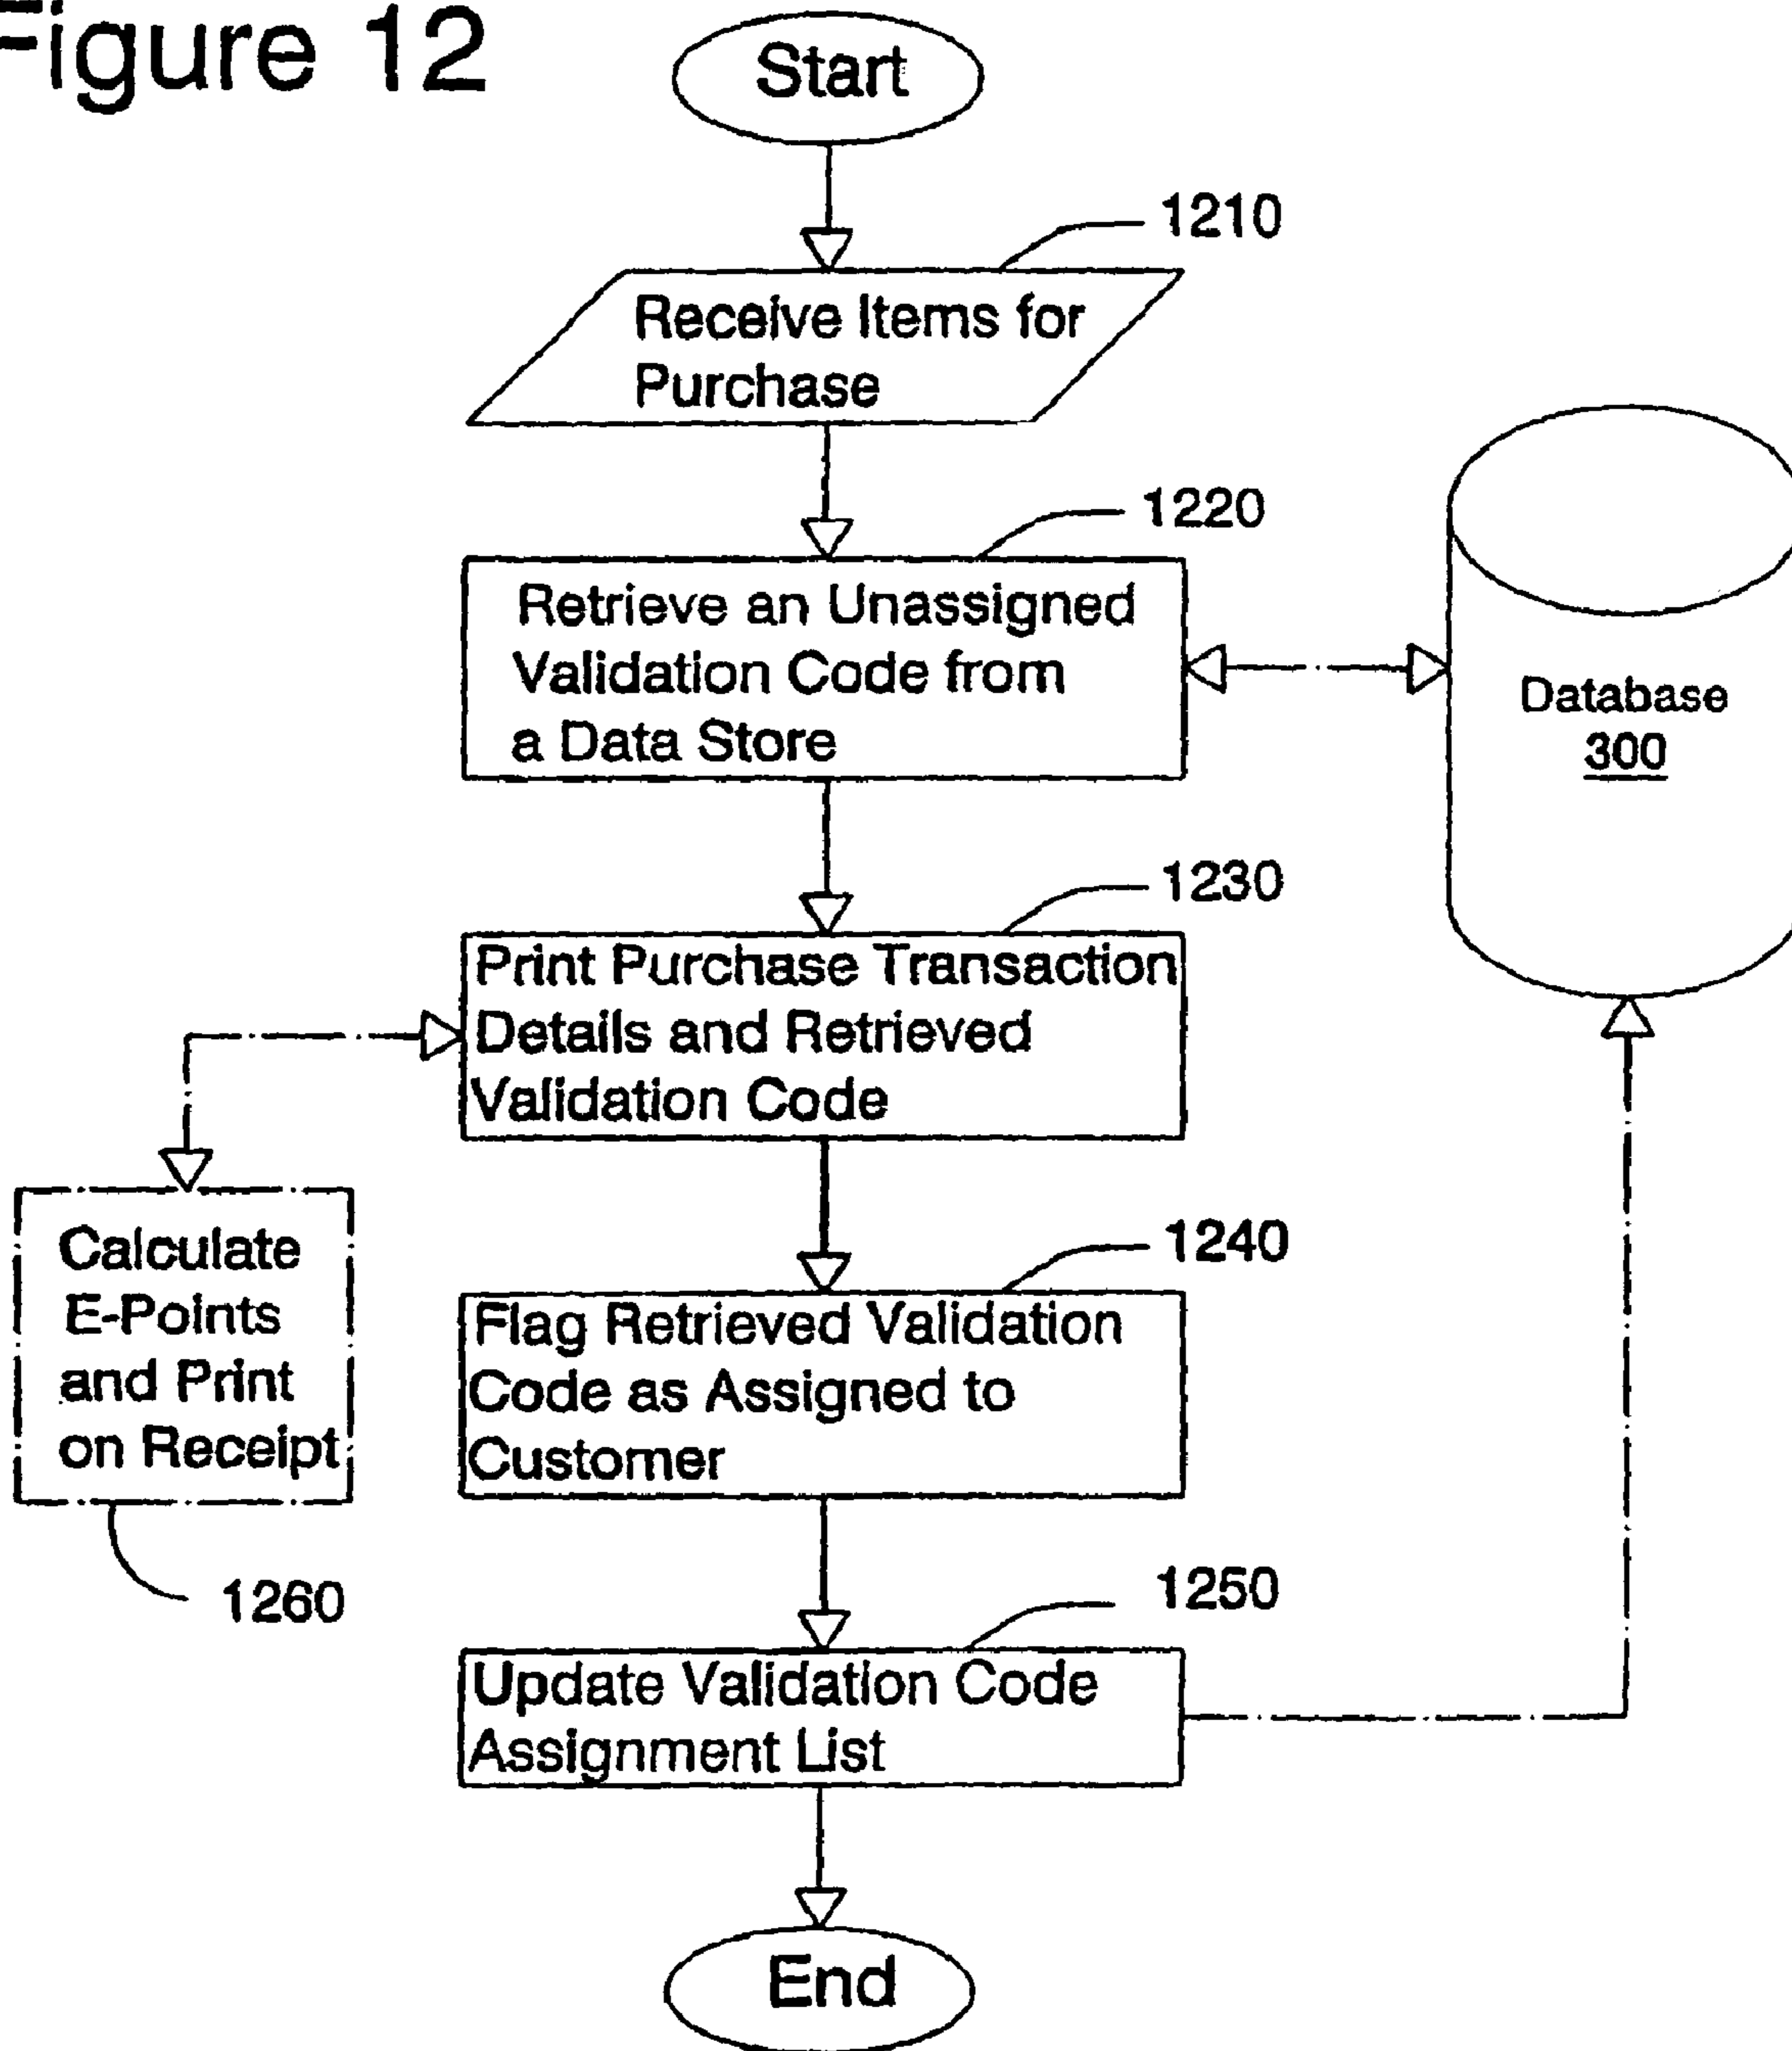 Figure 12
Start
1210
Receive Items for
Purchase
1220
Retrieve an Unassigned
Validation Code from
a Data Store
Database
300
1230
Print Purchase Transaction
Details and Retrieved
Validation Code
1240
Flag Retrieved Validation
Code as Assigned to
Customer
Calculate
E-Points
and Print
on Receipt
1260
1250
Update Validation Code
Assignment List
End